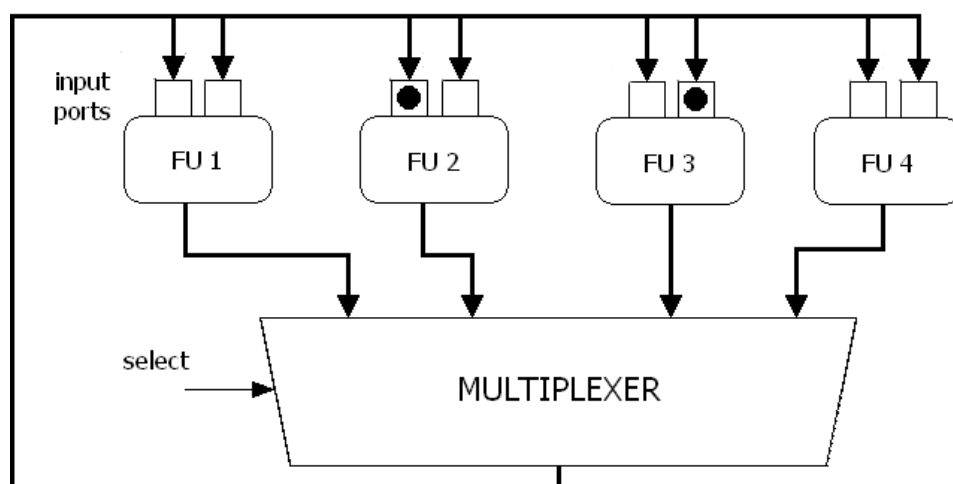 input
ports
FU 1
FU 2
FU 3
FU 4
select
MULTIPLEXER